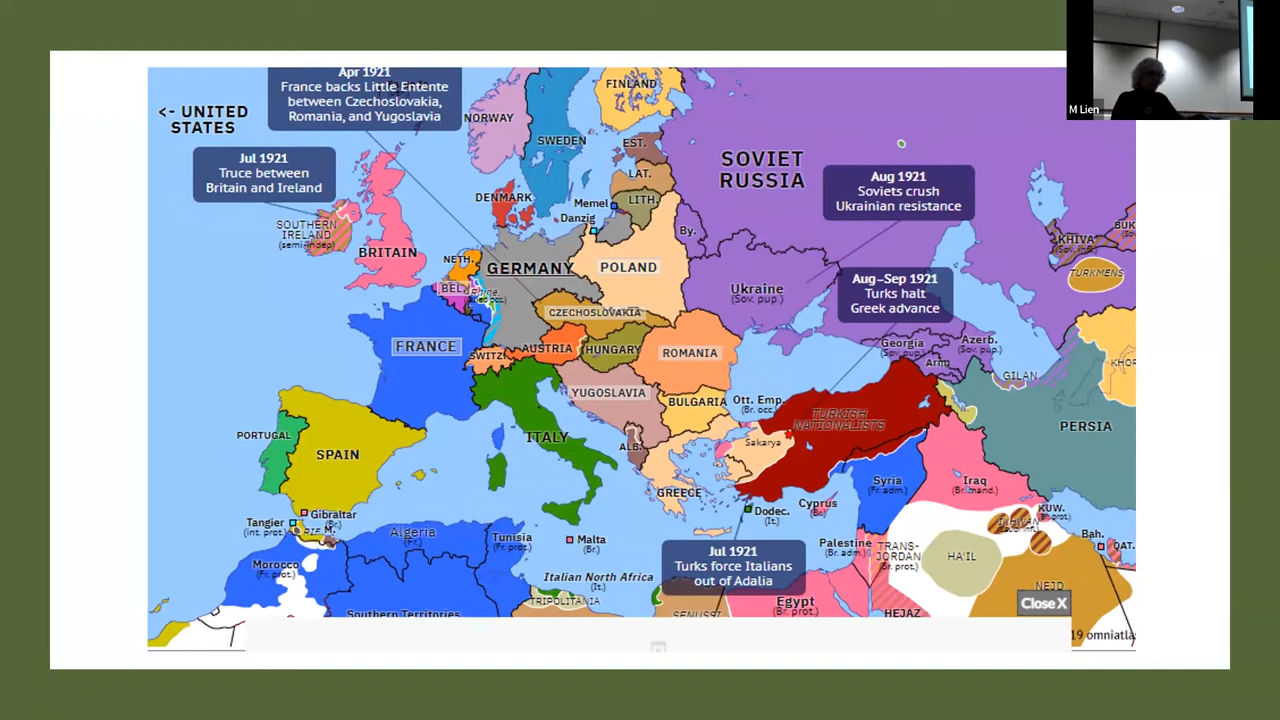 M Lien
Apr 1921
France backs Little Entente
between Czechoslovakia,
Romania, and Yugoslavia
<- UNITED
STATES
NORWAY
FINLAND
SWEDEN
EST.
SOVIET
RUSSIA
Jul 1921
Truce between
Britain and Ireland
LAT.
Aug 1921
Soviets crush
Ukrainian resistance
DENMARK
Memel
LITH.
Danzig
SOUTHERN
IRELAND
(semi-indep)
By.
BRITAIN
KHIVA
BUK
NETH.
GERMANY
POLAND
TURKMENS
BEL.
Ukraine
(Sov. pup.)
Aug–Sep 1921
Turks halt
Greek advance
CZECHOSLOVAKIA
FRANCE
AUSTRIA
HUNGARY
ROMANIA
Georgia
(Sov. pup.)
Azerb.
(Sov. pup.)
SWITZ
Arm.
KHOR
GILAN
YUGOSLAVIA
BULGARIA
Ott. Emp.
(Br. occ.)
TURKISH
NATIONALISTS
PERSIA
PORTUGAL
SPAIN
ITALY
ALB.
Sakarya
GREECE
Syria
(Fr. adm.)
Iraq
(Br. mand.)
Gibraltar
(Br.)
Tangier
(int. prot.)
Dodec.
(It.)
Cyprus
(Br.)
KUW.
Algeria
(Fr.)
Tunisia
(Fr. prot.)
Malta
(Br.)
Palestine
(Br. adm.)
TRANS-
JORDAN
(Br. prot.)
HA'IL
Bah.
QAT.
Jul 1921
Turks force Italians
out of Adalia
Morocco
(Fr. prot.)
Italian North Africa
(It.)
TRIPOLITANIA
NEJD
Southern Territories
SENUSSI
Egypt
(Br. prot.)
HEJAZ
Close X
19 omniatla